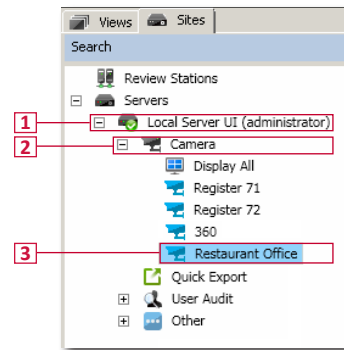 Views Sites
Search
Review Stations
Servers
1 Local Server UI (administrator)
2 Camera
Display All
Register 71
Register 72
360
3 Restaurant Office
Quick Export
User Audit
Other